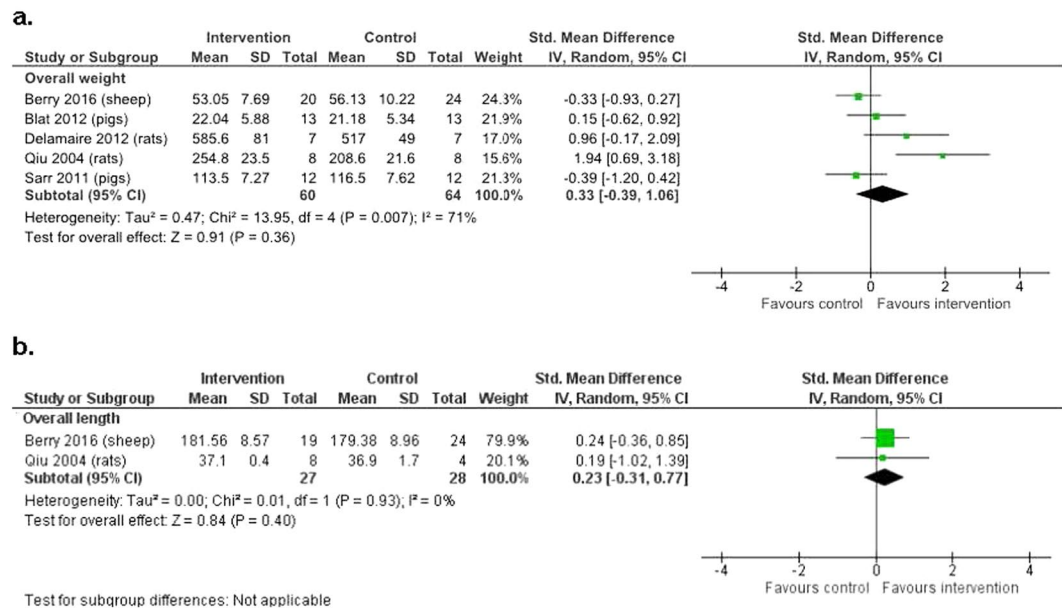 a.
Intervention Control Std. Mean Difference Std. Mean Difference
Study or Subgroup Mean SD Total Mean SD Total Weight IV, Random, 95% CI IV, Random, 95% CI
Overall weight
Berry 2016 (sheep) 53.05 7.69 20 56.13 10.22 24 24.3% -0.33 [-0.93, 0.27]
Blat 2012 (pigs) 22.04 5.88 13 21.18 5.34 13 21.9% 0.15 [-0.62, 0.92]
Delamaire 2012 (rats) 585.6 81 7 517 49 7 17.0% 0.96 [-0.17, 2.09]
Qiu 2004 (rats) 254.8 23.5 8 208.6 21.6 8 15.6% 1.94 [0.69, 3.18]
Sarr 2011 (pigs) 113.5 7.27 12 116.5 7.62 12 21.3% -0.39 [-1.20, 0.42]
Subtotal (95% CI) 60 64 100.0% 0.33 [-0.39, 1.06]
Heterogeneity: Tau² = 0.47; Chi² = 13.95, df = 4 (P = 0.007); I² = 71%
Test for overall effect: Z = 0.91 (P = 0.36)
-4 -2 0 2 4
Favours control Favours intervention
b.
Intervention Control Std. Mean Difference Std. Mean Difference
Study or Subgroup Mean SD Total Mean SD Total Weight IV, Random, 95% CI IV, Random, 95% CI
Overall length
Berry 2016 (sheep) 181.56 8.57 19 179.38 8.96 24 79.9% 0.24 [-0.36, 0.85]
Qiu 2004 (rats) 37.1 0.4 8 36.9 1.7 4 20.1% 0.19 [-1.02, 1.39]
Subtotal (95% CI) 27 28 100.0% 0.23 [-0.31, 0.77]
Heterogeneity: Tau² = 0.00; Chi² = 0.01, df = 1 (P = 0.93); I² = 0%
Test for overall effect: Z = 0.84 (P = 0.40)
-4 -2 0 2 4
Favours control Favours intervention
Test for subgroup differences: Not applicable